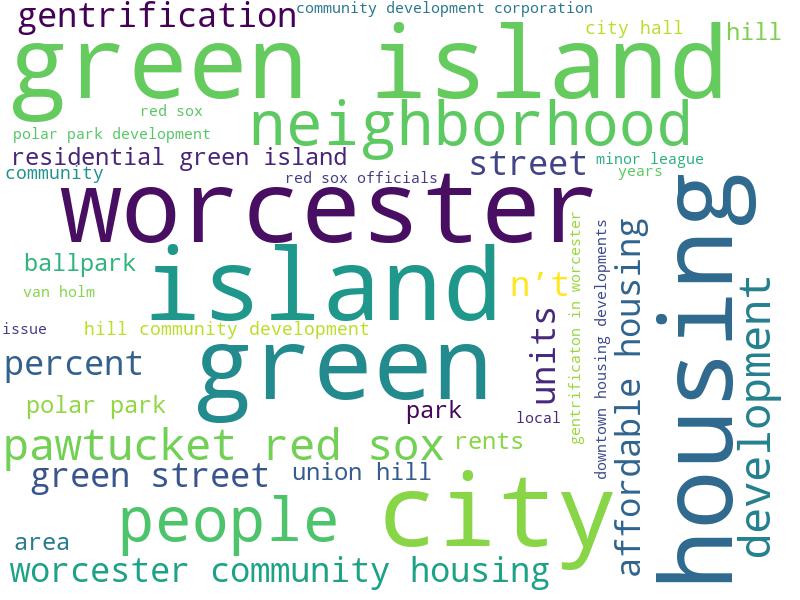 gentrification
community development corporation
green island
city hall
hill
red sox
neighborhood
polar park development
residential green island
street
minor league
community
red sox officials
years
worcester
housing
ballpark
island
n’t
gentrificaton in worcester
downtown housing developments
affordable housing
development
van holm
issue
hill community development
units
percent
green
polar park
park
local
pawtucket red sox
rents
green street
union hill
people
city
area
worcester community housing